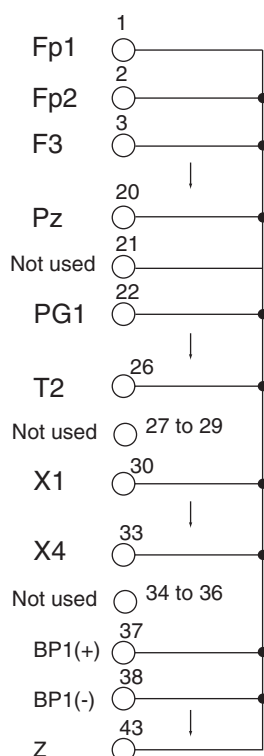 1
Fp1
2
Fp2
3
F3
20
Pz
21
Not used
22
PG1
26
T2
Not used 27 to 29
30
X1
33
X4
Not used 34 to 36
37
BP1(+)
38
BP1(-)
43
Z